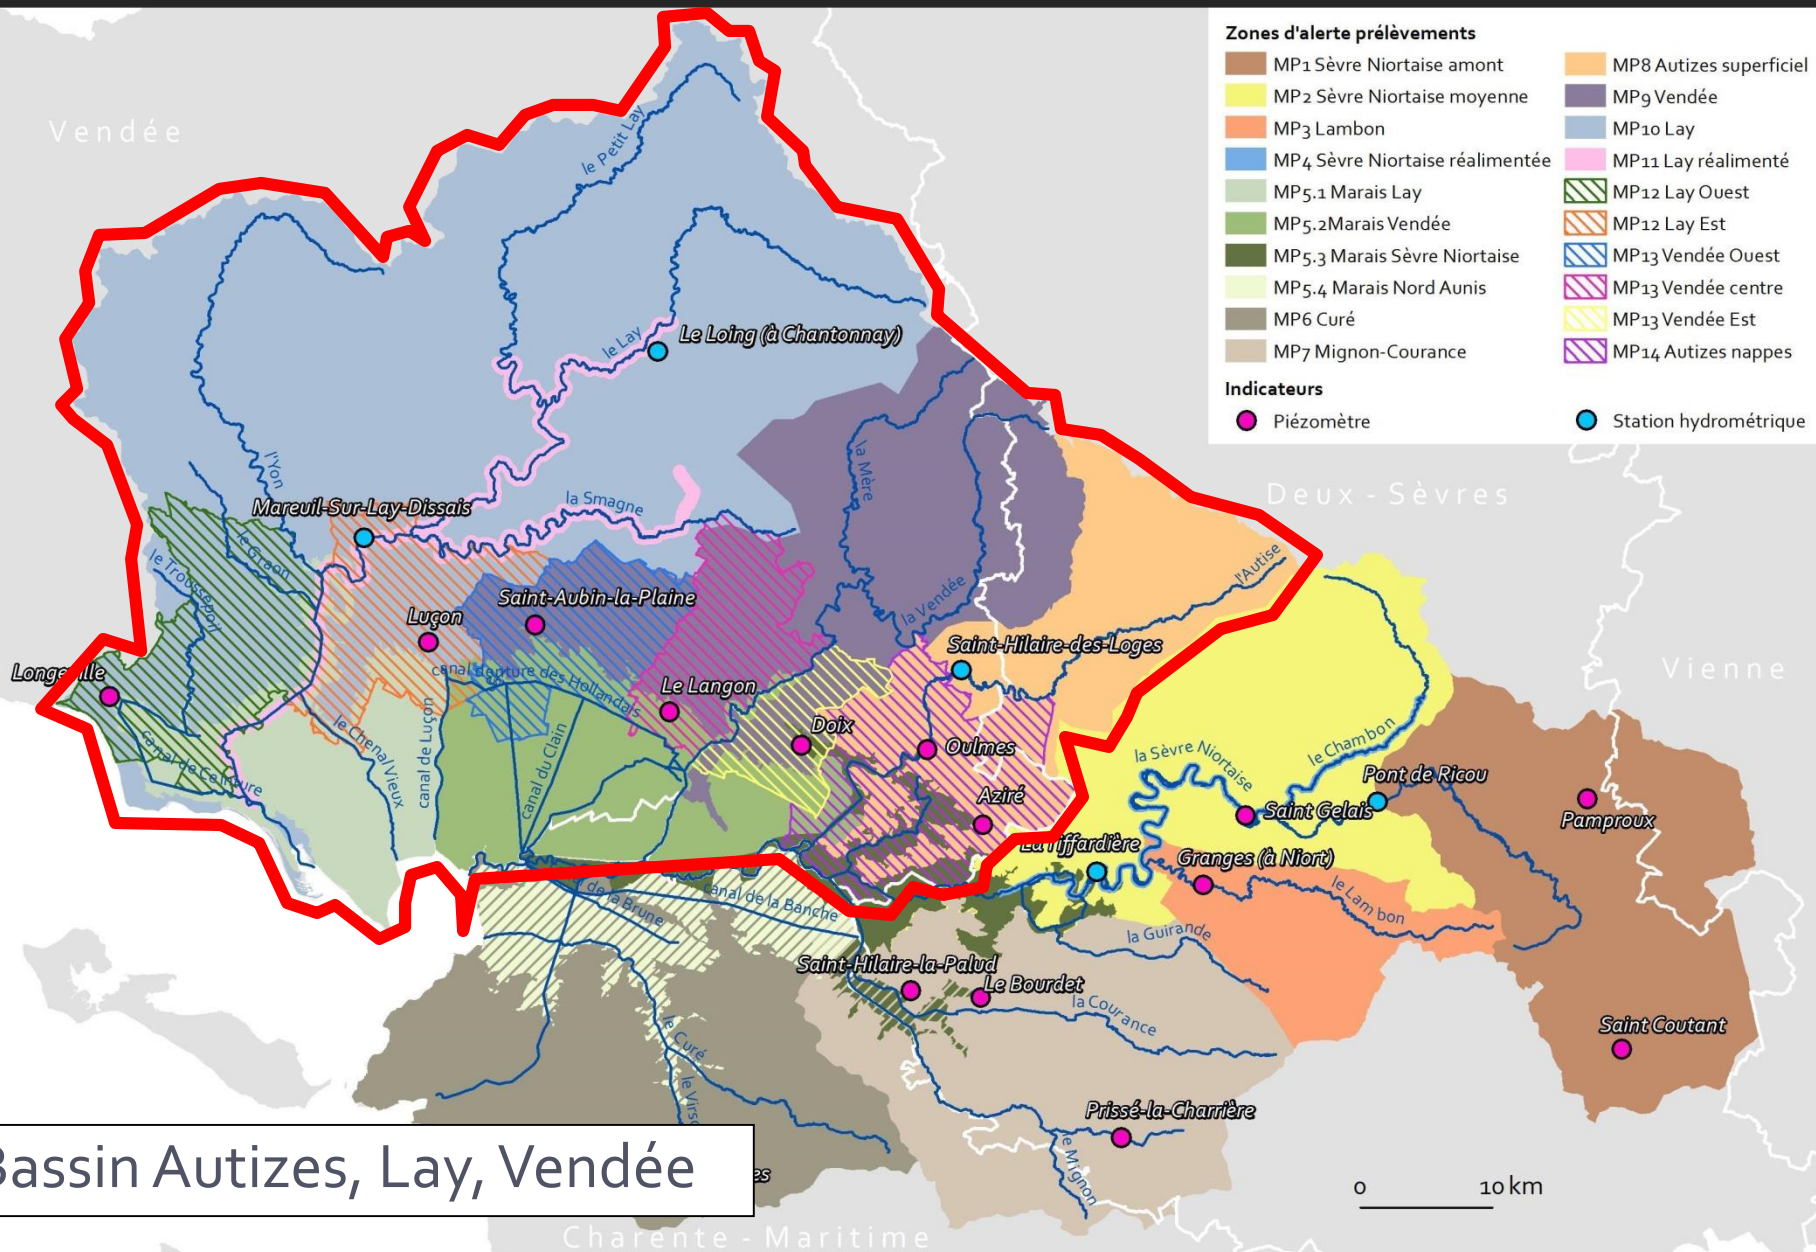 Zones d'alerte prélèvements
MP1 Sèvre Niortaise amont
MP2 Sèvre Niortaise moyenne
MP3 Lambon
MP4 Sèvre Niortaise réalimentée
MP5.1 Marais Lay
MP5.2Marais Vendée
MP5.3 Marais Sèvre Niortaise
MP5.4 Marais Nord Aunis
MP6 Curé
MP7 Mignon-Courance
MP8 Autizes superficiel
MP9 Vendée
MP10 Lay
MP11 Lay réalimenté
MP12 Lay Ouest
MP12 Lay Est
MP13 Vendée Ouest
MP13 Vendée centre
MP13 Vendée Est
MP14 Autizes nappes
Indicateurs
Piézomètre
Station hydrométrique
Vendée
le Petit Lay
le Lay
Le Loing (à Chantonnay)
l'Yon
la Mère
Deux - Sèvres
Mareuil-Sur-Lay-Dissais
la Smagne
le Graon
le Troussepoil
l'Autise
Saint-Aubin-la-Plaine
la Vendée
Luçon
Saint-Hilaire-des-Loges
Vienne
Longeville
canal de
ceinture des Hollandais
Le Langon
Doix
Oulmes
le Chenal Vieux
canal de Luçon
canal du Clain
canal de Ceinture
la Sèvre Niortaise
le Chambon
Pont de Ricou
Aziré
Saint Gelais
Pamproux
La Tiffardière
Granges (à Niort)
le Lambon
de la Brune
canal de la Banche
la Guirande
Saint-Hilaire-la-Palud
Le Bourdet
la Courance
le Curé
Saint Coutant
Prissé-la-Charrière
le Mignon
Bassin Autizes, Lay, Vendée
es
0 10 km
Charente - Maritime